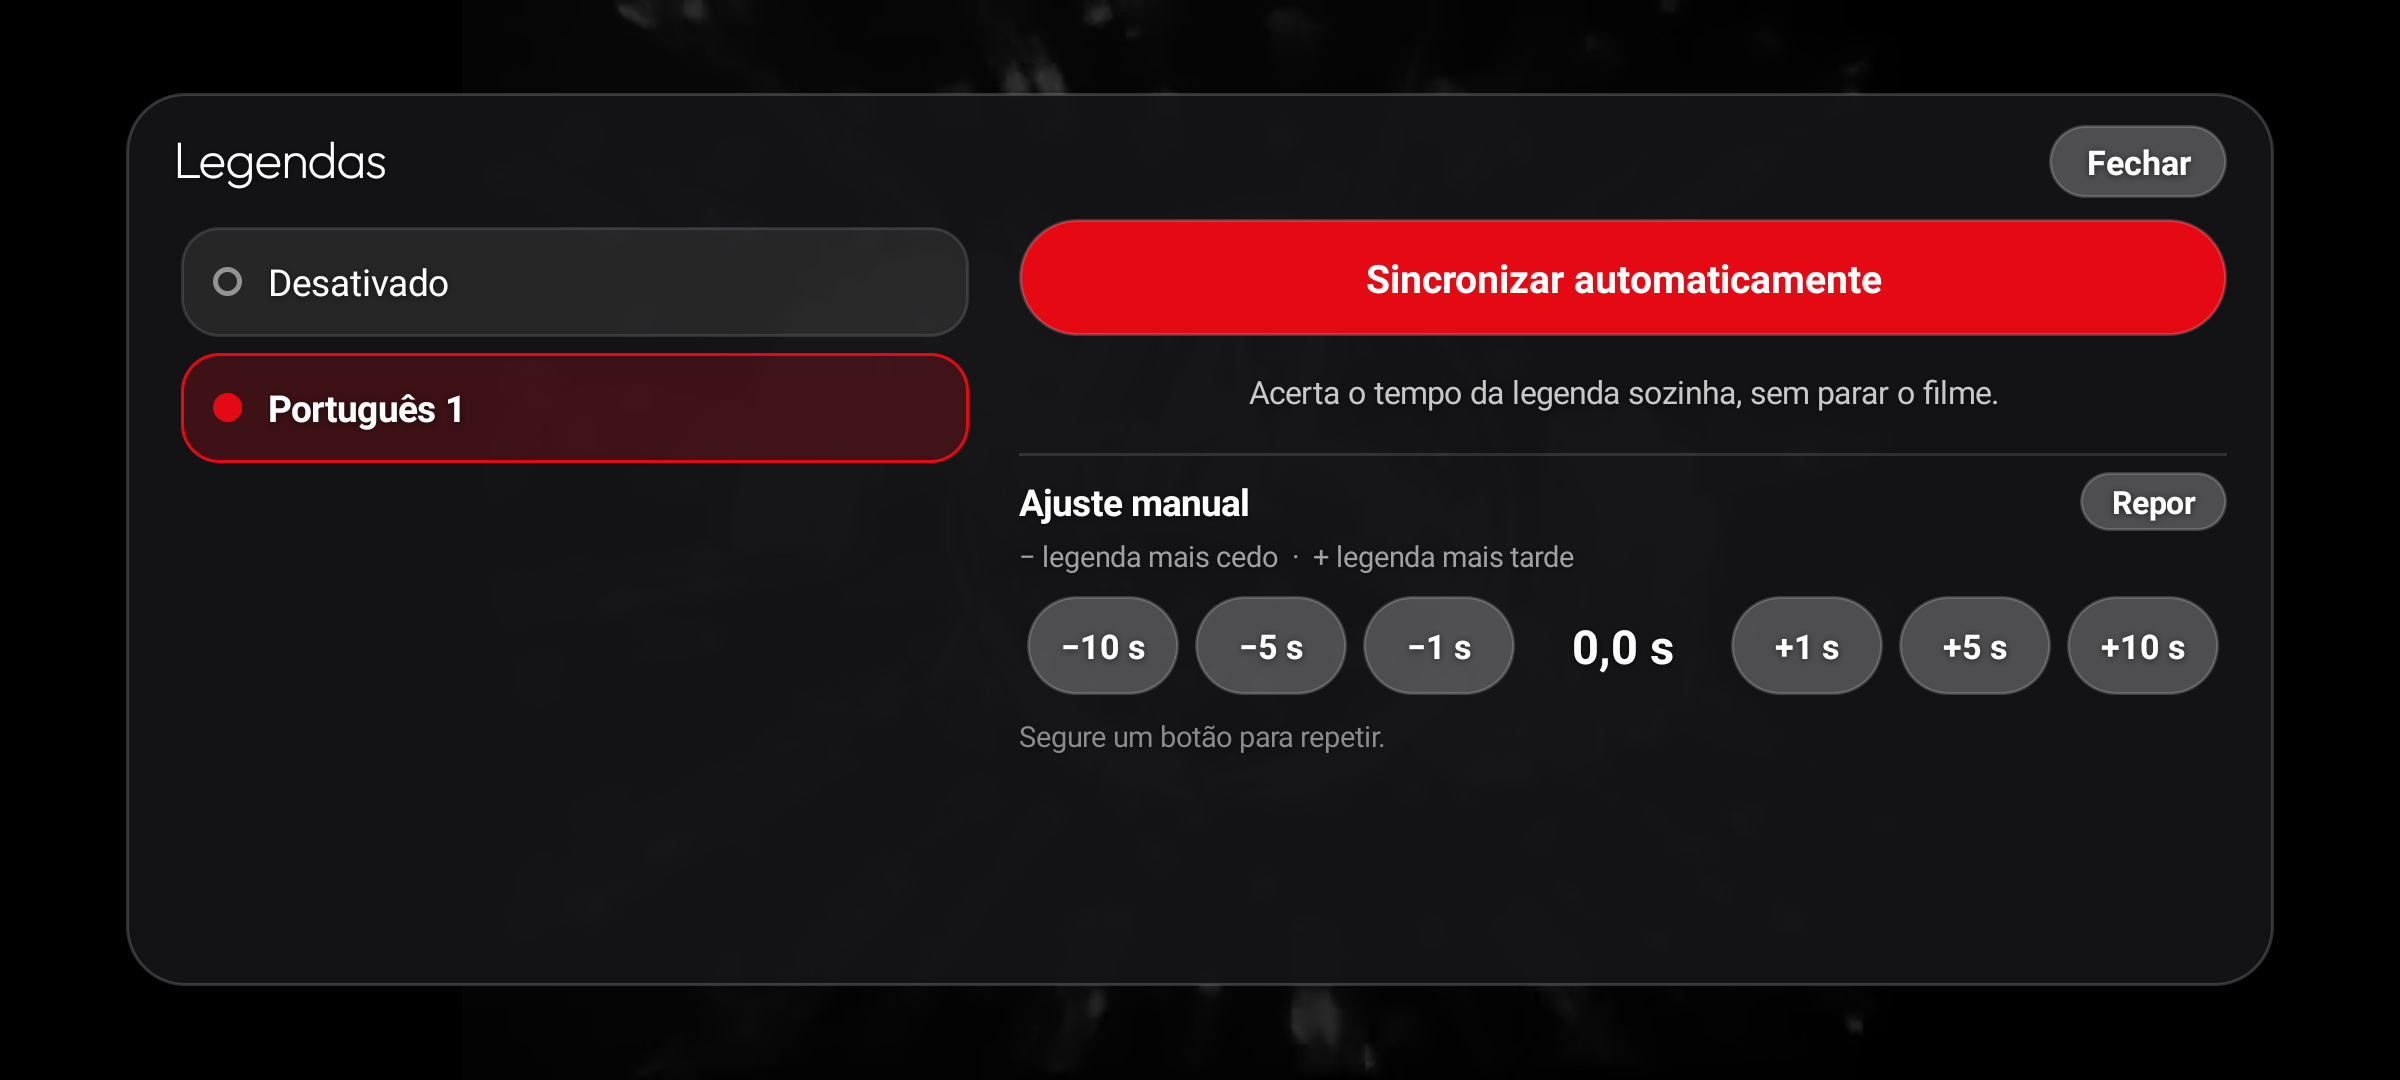 Legendas
Fechar
Desativado
Português 1
Sincronizar automaticamente
Acerta o tempo da legenda sozinha, sem parar o filme.
Ajuste manual
Repor
− legenda mais cedo · + legenda mais tarde
−10 s −5 s −1 s 0,0 s +1 s +5 s +10 s
Segure um botão para repetir.